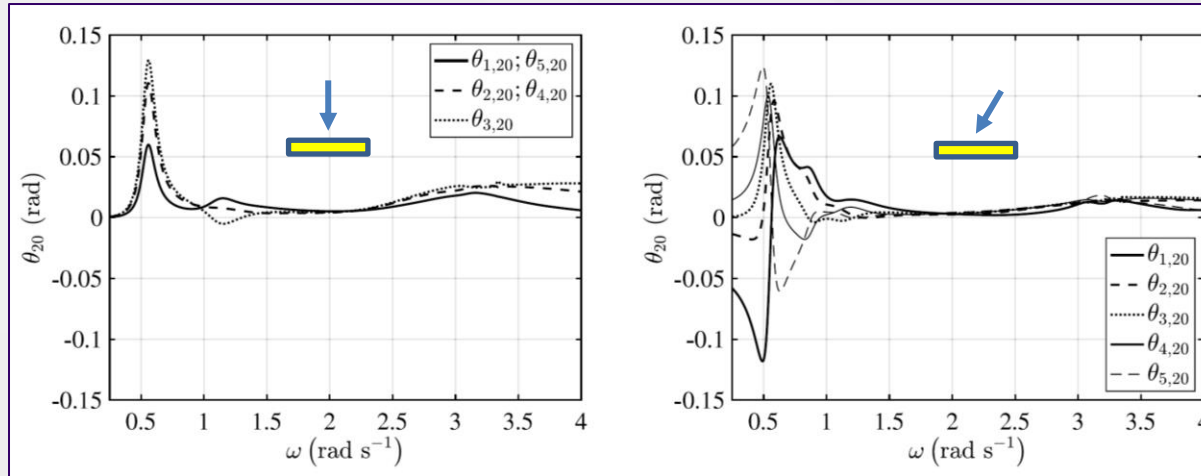 0.15
0.1
0.05
0
-0.05
-0.1
-0.15
θ₂₀ (rad)
0.5 1 1.5 2 2.5 3 3.5 4
ω (rad s⁻¹)
θ₁,₂₀; θ₅,₂₀
θ₂,₂₀; θ₄,₂₀
θ₃,₂₀
0.15
0.1
0.05
0
-0.05
-0.1
-0.15
θ₂₀ (rad)
0.5 1 1.5 2 2.5 3 3.5 4
ω (rad s⁻¹)
θ₁,₂₀
θ₂,₂₀
θ₃,₂₀
θ₄,₂₀
θ₅,₂₀